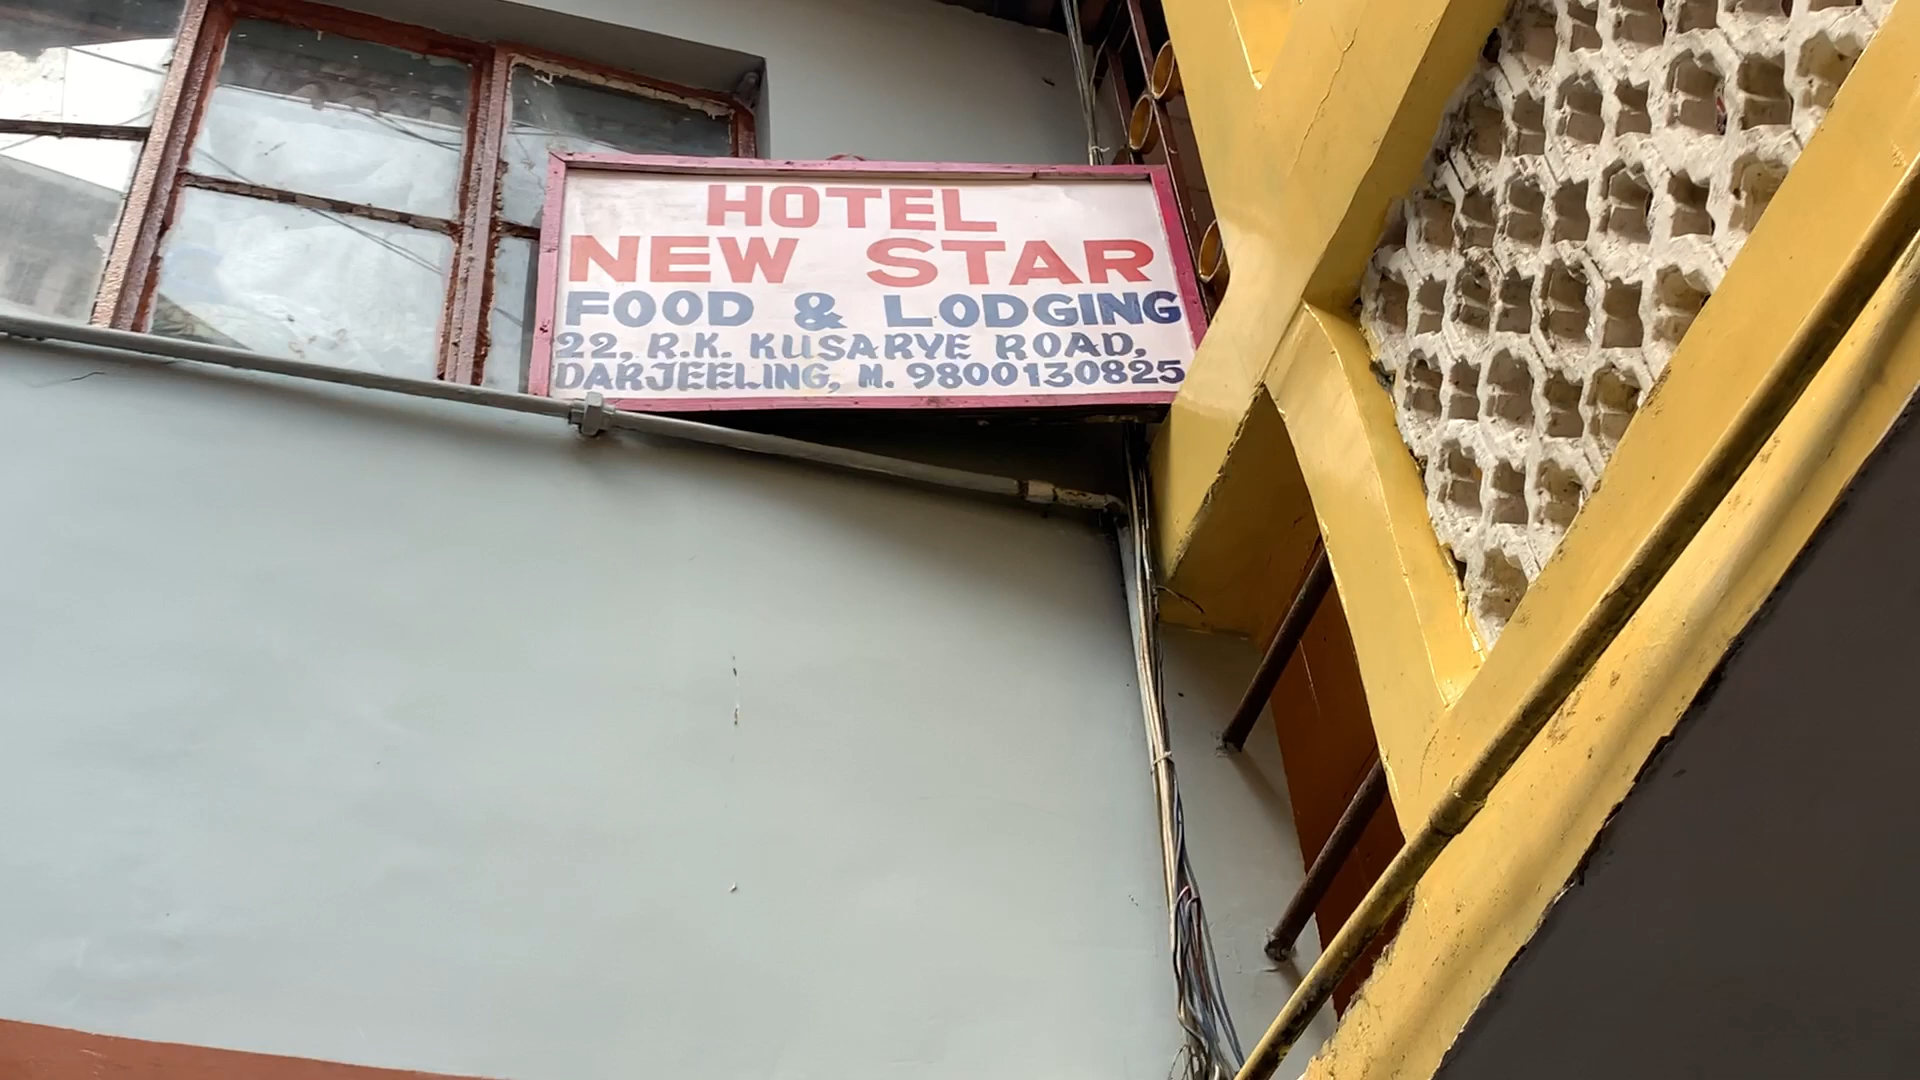 HOTEL
NEW STAR
FOOD & LODGING
22, R.K. KUSARYE ROAD,
DARJEELING, M. 9800130825